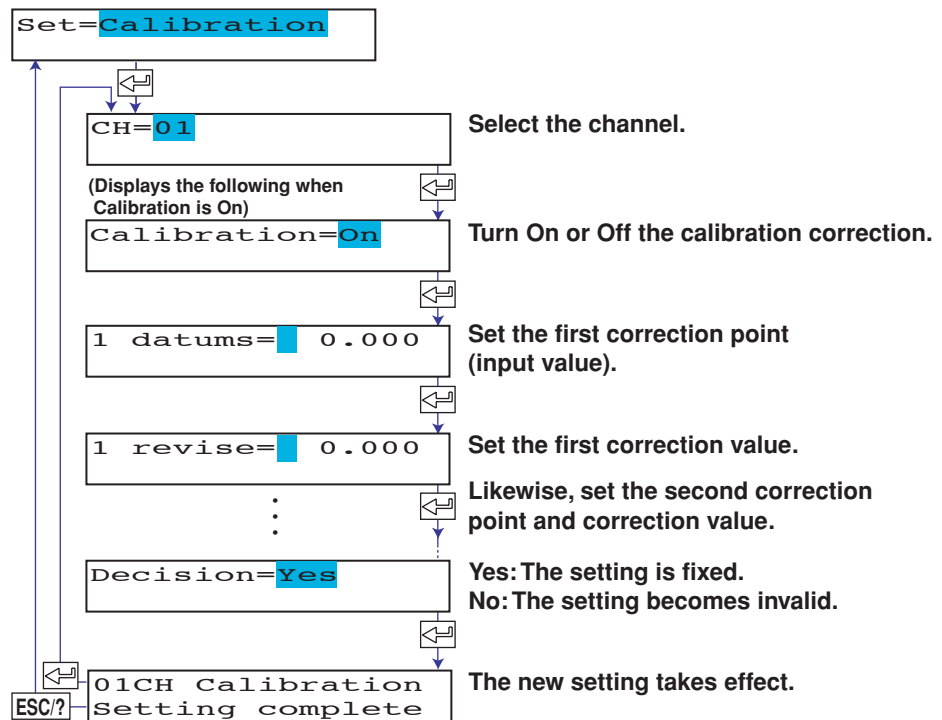 Set=Calibration
CH=01
Select the channel.
(Displays the following when
Calibration is On)
Calibration=On
Turn On or Off the calibration correction.
1 datums= 0.000
Set the first correction point
(input value).
1 revise= 0.000
Set the first correction value.
Likewise, set the second correction
point and correction value.
Decision=Yes
Yes: The setting is fixed.
No: The setting becomes invalid.
01CH Calibration
Setting complete
The new setting takes effect.
ESC/?